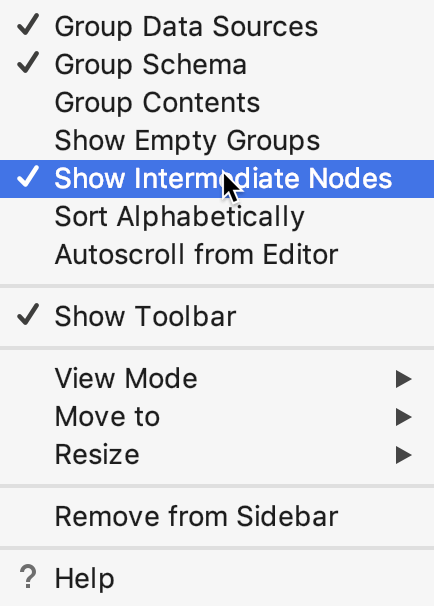 ✓ Group Data Sources
✓ Group Schema
Group Contents
Show Empty Groups
✓ Show Intermediate Nodes
Sort Alphabetically
Autoscroll from Editor
✓ Show Toolbar
View Mode ▶
Move to ▶
Resize ▶
Remove from Sidebar
? Help